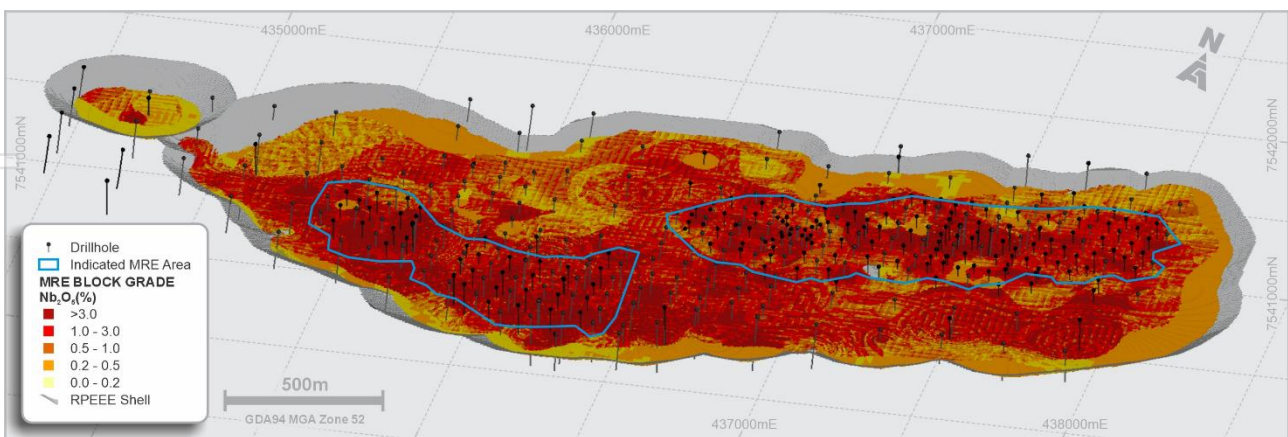 435000mE
436000mE
437000mE
N
7541000mN
7542000mN
Drillhole
Indicated MRE Area
MRE BLOCK GRADE
Nb₂O₅(%)
>3.0
1.0 - 3.0
0.5 - 1.0
0.2 - 0.5
0.0 - 0.2
RPEEE Shell
500m
GDA94 MGA Zone 52
7541000mN
437000mE
438000mE